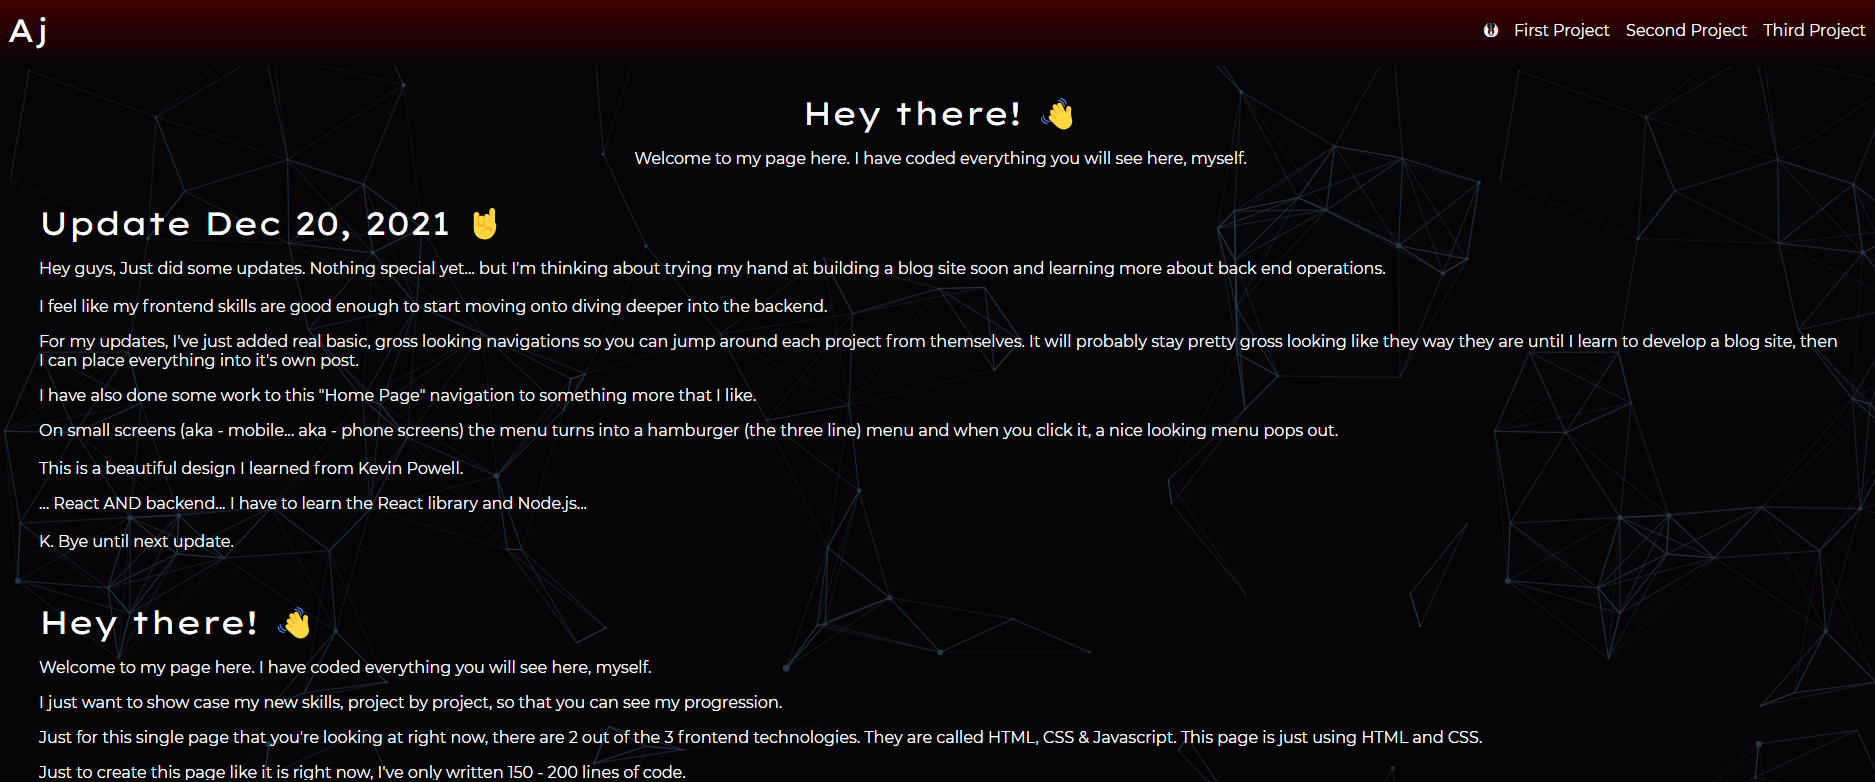 Aj
First Project Second Project Third Project
Hey there! 👋
Welcome to my page here. I have coded everything you will see here, myself.
Update Dec 20, 2021 🤘
Hey guys, Just did some updates. Nothing special yet... but I'm thinking about trying my hand at building a blog site soon and learning more about back end operations.
I feel like my frontend skills are good enough to start moving onto diving deeper into the backend.
For my updates, I've just added real basic, gross looking navigations so you can jump around each project from themselves. It will probably stay pretty gross looking like they way they are until I learn to develop a blog site, then
I can place everything into it's own post.
I have also done some work to this "Home Page" navigation to something more that I like.
On small screens (aka - mobile... aka - phone screens) the menu turns into a hamburger (the three line) menu and when you click it, a nice looking menu pops out.
This is a beautiful design I learned from Kevin Powell.
... React AND backend... I have to learn the React library and Node.js...
K. Bye until next update.
Hey there! 👋
Welcome to my page here. I have coded everything you will see here, myself.
I just want to show case my new skills, project by project, so that you can see my progression.
Just for this single page that you're looking at right now, there are 2 out of the 3 frontend technologies. They are called HTML, CSS & Javascript. This page is just using HTML and CSS.
Just to create this page like it is right now, I've only written 150 - 200 lines of code.